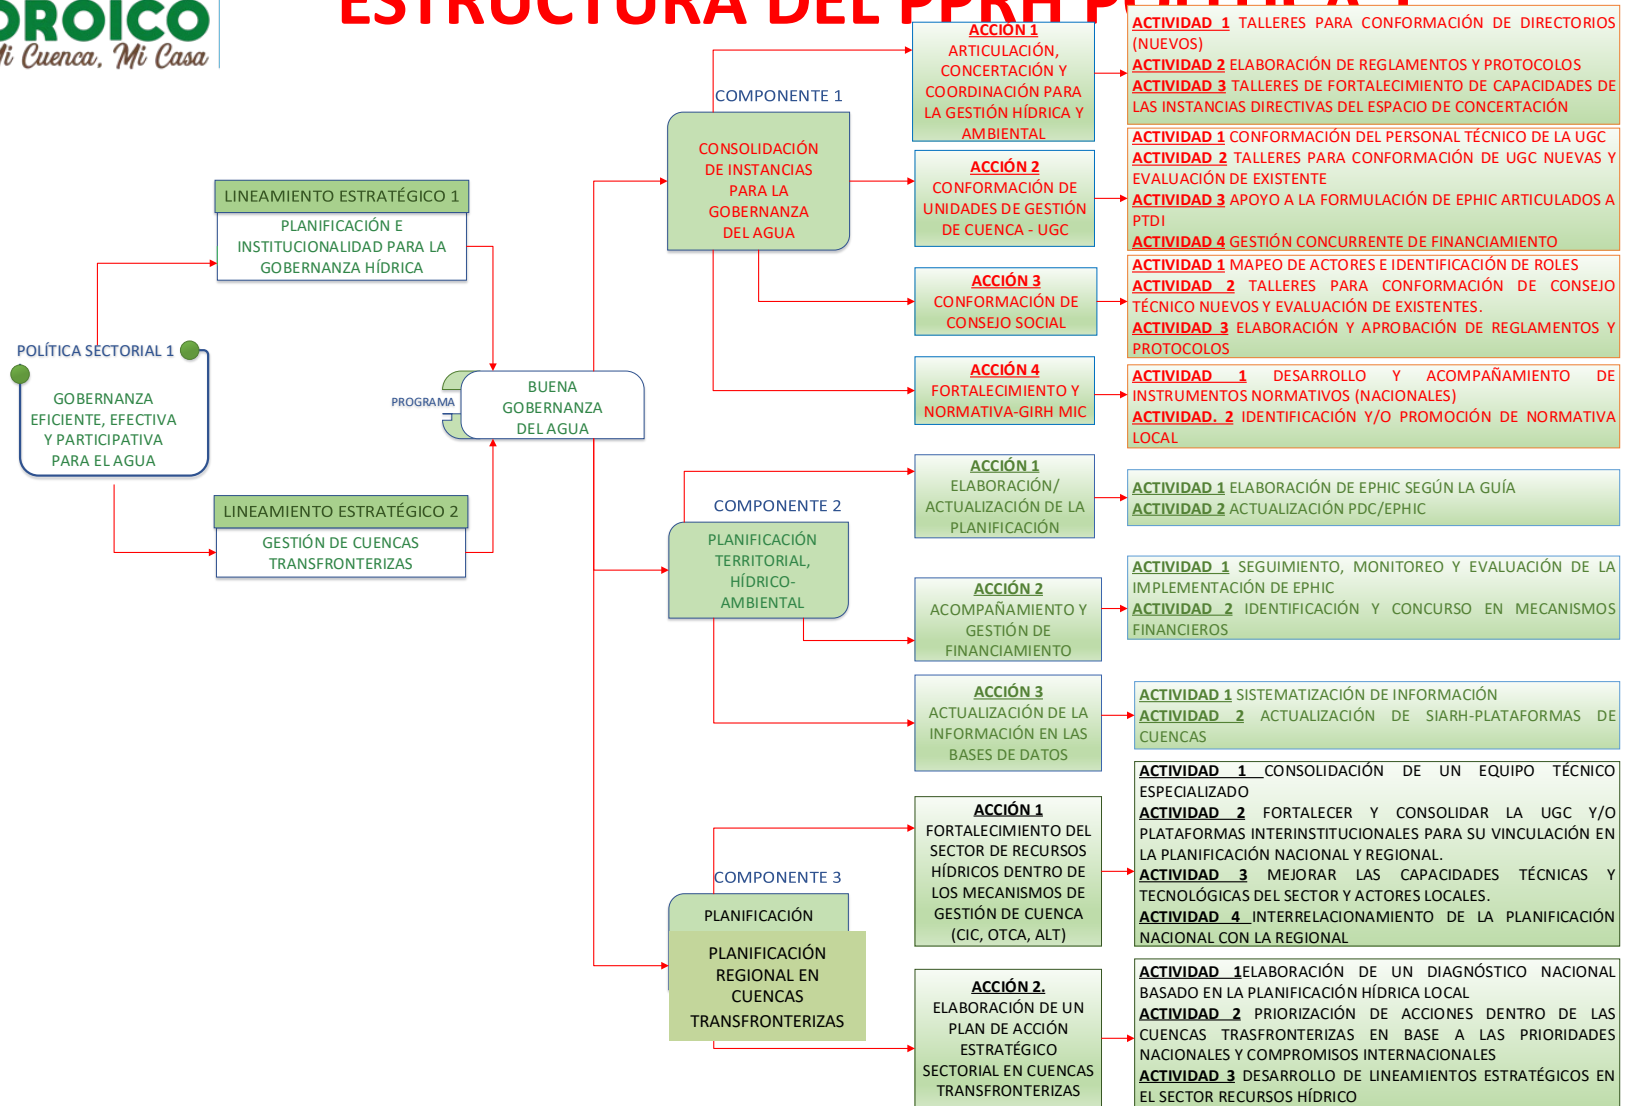 ESTRUCTURA DEL PPRH POLÍTICA 1
OROICO
Mi Cuenca, Mi Casa
POLÍTICA SECTORIAL 1
GOBERNANZA
EFICIENTE, EFECTIVA
Y PARTICIPATIVA
PARA EL AGUA
LINEAMIENTO ESTRATÉGICO 1
PLANIFICACIÓN E
INSTITUCIONALIDAD PARA LA
GOBERNANZA HÍDRICA
LINEAMIENTO ESTRATÉGICO 2
GESTIÓN DE CUENCAS
TRANSFRONTERIZAS
PROGRAMA
BUENA
GOBERNANZA
DEL AGUA
COMPONENTE 1
CONSOLIDACIÓN
DE INSTANCIAS
PARA LA
GOBERNANZA
DEL AGUA
ACCIÓN 1
ARTICULACIÓN,
CONCERTACIÓN Y
COORDINACIÓN PARA
LA GESTIÓN HÍDRICA Y
AMBIENTAL
ACTIVIDAD 1 TALLERES PARA CONFORMACIÓN DE DIRECTORIOS
(NUEVOS)
ACTIVIDAD 2 ELABORACIÓN DE REGLAMENTOS Y PROTOCOLOS
ACTIVIDAD 3 TALLERES DE FORTALECIMIENTO DE CAPACIDADES DE
LAS INSTANCIAS DIRECTIVAS DEL ESPACIO DE CONCERTACIÓN
ACCIÓN 2
CONFORMACIÓN DE
UNIDADES DE GESTIÓN
DE CUENCA - UGC
ACTIVIDAD 1 CONFORMACIÓN DEL PERSONAL TÉCNICO DE LA UGC
ACTIVIDAD 2 TALLERES PARA CONFORMACIÓN DE UGC NUEVAS Y
EVALUACIÓN DE EXISTENTE
ACTIVIDAD 3 APOYO A LA FORMULACIÓN DE EPHIC ARTICULADOS A
PTDI
ACTIVIDAD 4 GESTIÓN CONCURRENTE DE FINANCIAMIENTO
ACCIÓN 3
CONFORMACIÓN DE
CONSEJO SOCIAL
ACTIVIDAD 1 MAPEO DE ACTORES E IDENTIFICACIÓN DE ROLES
ACTIVIDAD 2 TALLERES PARA CONFORMACIÓN DE CONSEJO
TÉCNICO NUEVOS Y EVALUACIÓN DE EXISTENTES.
ACTIVIDAD 3 ELABORACIÓN Y APROBACIÓN DE REGLAMENTOS Y
PROTOCOLOS
ACCIÓN 4
FORTALECIMIENTO Y
NORMATIVA-GIRH MIC
ACTIVIDAD 1 DESARROLLO Y ACOMPAÑAMIENTO DE
INSTRUMENTOS NORMATIVOS (NACIONALES)
ACTIVIDAD. 2 IDENTIFICACIÓN Y/O PROMOCIÓN DE NORMATIVA
LOCAL
COMPONENTE 2
PLANIFICACIÓN
TERRITORIAL,
HÍDRICO-
AMBIENTAL
ACCIÓN 1
ELABORACIÓN/
ACTUALIZACIÓN DE LA
PLANIFICACIÓN
ACTIVIDAD 1 ELABORACIÓN DE EPHIC SEGÚN LA GUÍA
ACTIVIDAD 2 ACTUALIZACIÓN PDC/EPHIC
ACCIÓN 2
ACOMPAÑAMIENTO Y
GESTIÓN DE
FINANCIAMIENTO
ACTIVIDAD 1 SEGUIMIENTO, MONITOREO Y EVALUACIÓN DE LA
IMPLEMENTACIÓN DE EPHIC
ACTIVIDAD 2 IDENTIFICACIÓN Y CONCURSO EN MECANISMOS
FINANCIEROS
ACCIÓN 3
ACTUALIZACIÓN DE LA
INFORMACIÓN EN LAS
BASES DE DATOS
ACTIVIDAD 1 SISTEMATIZACIÓN DE INFORMACIÓN
ACTIVIDAD 2 ACTUALIZACIÓN DE SIARH-PLATAFORMAS DE
CUENCAS
COMPONENTE 3
PLANIFICACIÓN
PLANIFICACIÓN
REGIONAL EN
CUENCAS
TRANSFRONTERIZAS
ACCIÓN 1
FORTALECIMIENTO DEL
SECTOR DE RECURSOS
HÍDRICOS DENTRO DE
LOS MECANISMOS DE
GESTIÓN DE CUENCA
(CIC, OTCA, ALT)
ACTIVIDAD 1 CONSOLIDACIÓN DE UN EQUIPO TÉCNICO
ESPECIALIZADO
ACTIVIDAD 2 FORTALECER Y CONSOLIDAR LA UGC Y/O
PLATAFORMAS INTERINSTITUCIONALES PARA SU VINCULACIÓN EN
LA PLANIFICACIÓN NACIONAL Y REGIONAL.
ACTIVIDAD 3 MEJORAR LAS CAPACIDADES TÉCNICAS Y
TECNOLÓGICAS DEL SECTOR Y ACTORES LOCALES.
ACTIVIDAD 4 INTERRELACIONAMIENTO DE LA PLANIFICACIÓN
NACIONAL CON LA REGIONAL
ACCIÓN 2.
ELABORACIÓN DE UN
PLAN DE ACCIÓN
ESTRATÉGICO
SECTORIAL EN CUENCAS
TRANSFRONTERIZAS
ACTIVIDAD 1ELABORACIÓN DE UN DIAGNÓSTICO NACIONAL
BASADO EN LA PLANIFICACIÓN HÍDRICA LOCAL
ACTIVIDAD 2 PRIORIZACIÓN DE ACCIONES DENTRO DE LAS
CUENCAS TRASFRONTERIZAS EN BASE A LAS PRIORIDADES
NACIONALES Y COMPROMISOS INTERNACIONALES
ACTIVIDAD 3 DESARROLLO DE LINEAMIENTOS ESTRATÉGICOS EN
EL SECTOR RECURSOS HÍDRICO